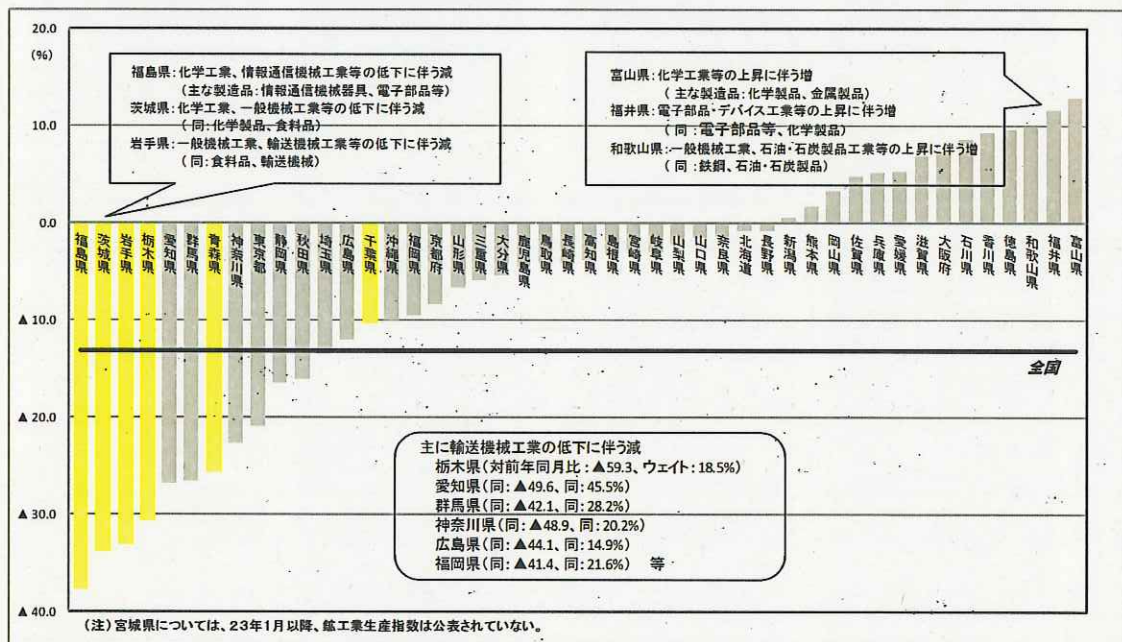 20.0
(%)
福島県：化学工業、情報通信機械工業等の低下に伴う減
（主な製造品：情報通信機械器具、電子部品等）
茨城県：化学工業、一般機械工業等の低下に伴う減
（同：化学製品、食料品）
岩手県：一般機械工業、輸送機械工業等の低下に伴う減
（同：食料品、輸送機械）
富山県：化学工業等の上昇に伴う増
（主な製造品：化学製品、金属製品）
福井県：電子部品・デバイス工業等の上昇に伴う増
（同：電子部品等、化学製品）
和歌山県：一般機械工業、石油・石炭製品工業等の上昇に伴う増
（同：鉄鋼、石油・石炭製品）
10.0
0.0
福島県
茨城県
岩手県
栃木県
愛知県
群馬県
青森県
神奈川県
東京都
静岡県
秋田県
埼玉県
広島県
千葉県
沖縄県
福岡県
京都府
山形県
三重県
大分県
鹿児島県
鳥取県
長崎県
高知県
島根県
宮崎県
岐阜県
山梨県
山口県
奈良県
北海道
長野県
新潟県
熊本県
岡山県
佐賀県
兵庫県
愛媛県
滋賀県
大阪府
石川県
香川県
徳島県
和歌山県
福井県
富山県
▲10.0
全国
▲20.0
主に輸送機械工業の低下に伴う減
栃木県（対前年同月比：▲59.3、ウェイト：18.5%）
愛知県（同：▲49.6、同：45.5%）
群馬県（同：▲42.1、同：28.2%）
神奈川県（同：▲48.9、同：20.2%）
広島県（同：▲44.1、同：14.9%）
福岡県（同：▲41.4、同：21.6%） 等
▲30.0
▲40.0
（注）宮城県については、23年1月以降、鉱工業生産指数は公表されていない。